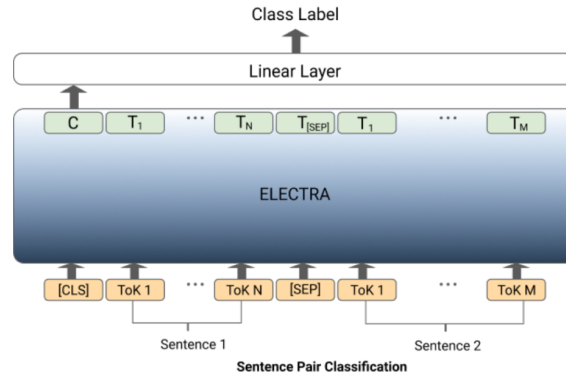 Class Label
Linear Layer
C T1 ... TN T[SEP] T1 ... TM
ELECTRA
[CLS] ToK 1 ... ToK N [SEP] ToK 1 ... ToK M
Sentence 1 Sentence 2
Sentence Pair Classification